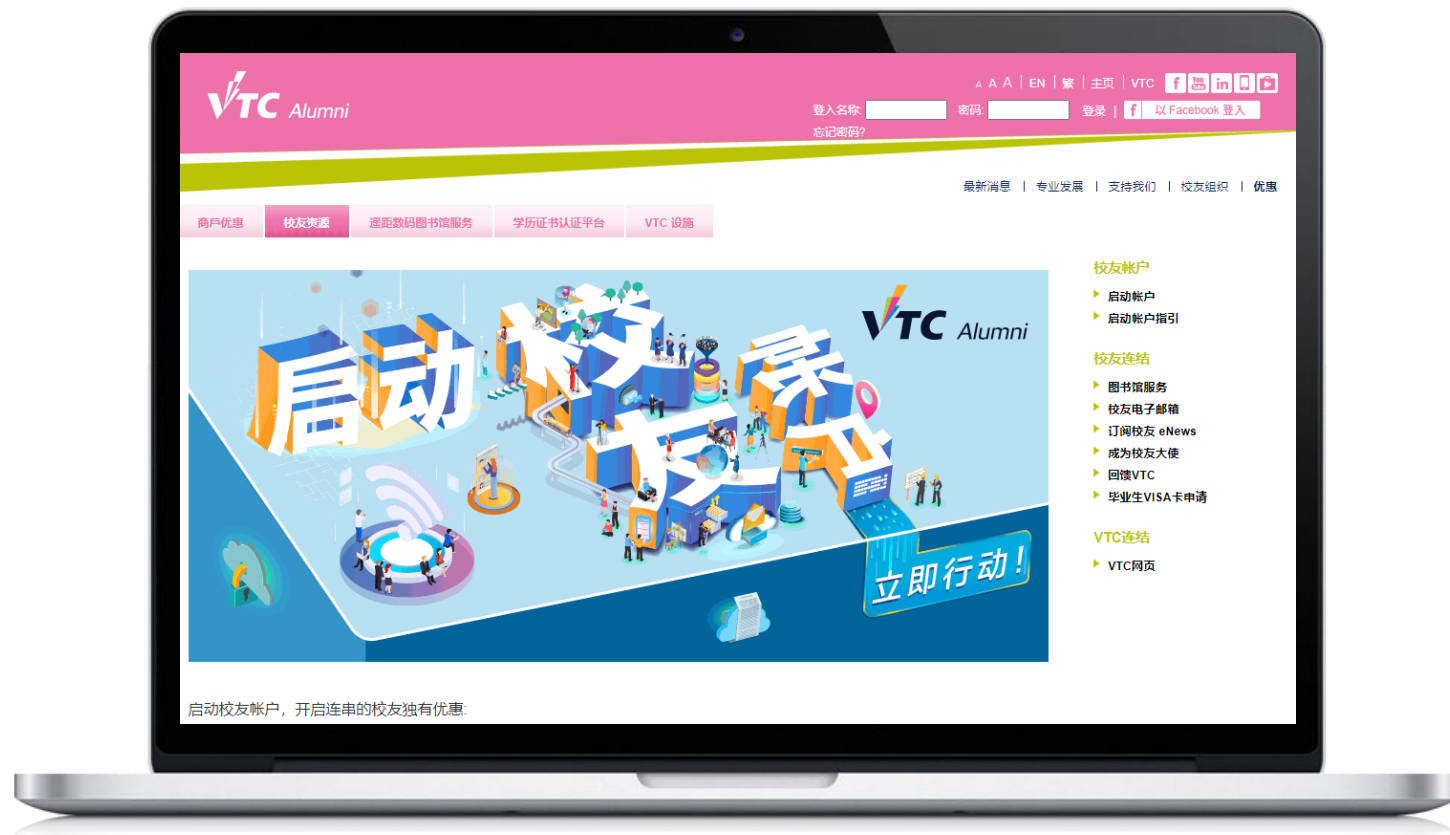 VTC Alumni
A A A | EN | 繁 | 主页 | VTC
登入名称: 密码: 登录 | f 以 Facebook 登入
忘记密码?
最新消息 | 专业发展 | 支持我们 | 校友组织 | 优惠
商戶优惠 校友资源 遥距数码图书馆服务 学历证书认证平台 VTC 设施
启动校友帐户
VTC Alumni
立即行动!
校友帐户
启动帐户
启动帐户指引
校友连结
图书馆服务
校友电子邮箱
订阅校友 eNews
成为校友大使
回馈VTC
毕业生VISA卡申请
VTC连结
VTC网页
启动校友帐户，开启连串的校友独有优惠: